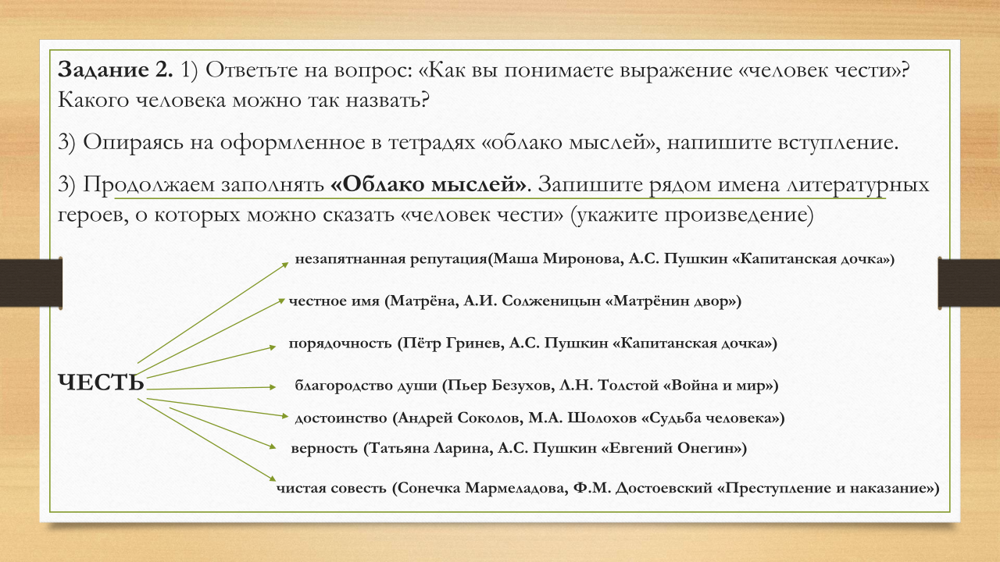 Задание 2. 1) Ответьте на вопрос: «Как вы понимаете выражение «человек чести»?
Какого человека можно так назвать?
3) Опираясь на оформленное в тетрадях «облако мыслей», напишите вступление.
3) Продолжаем заполнять «Облако мыслей». Запишите рядом имена литературных
героев, о которых можно сказать «человек чести» (укажите произведение)
незапятнанная репутация(Маша Миронова, А.С. Пушкин «Капитанская дочка»)
честное имя (Матрёна, А.И. Солженицын «Матрёнин двор»)
порядочность (Пётр Гринев, А.С. Пушкин «Капитанская дочка»)
ЧЕСТЬ
благородство души (Пьер Безухов, Л.Н. Толстой «Война и мир»)
достоинство (Андрей Соколов, М.А. Шолохов «Судьба человека»)
верность (Татьяна Ларина, А.С. Пушкин «Евгений Онегин»)
чистая совесть (Сонечка Мармеладова, Ф.М. Достоевский «Преступление и наказание»)